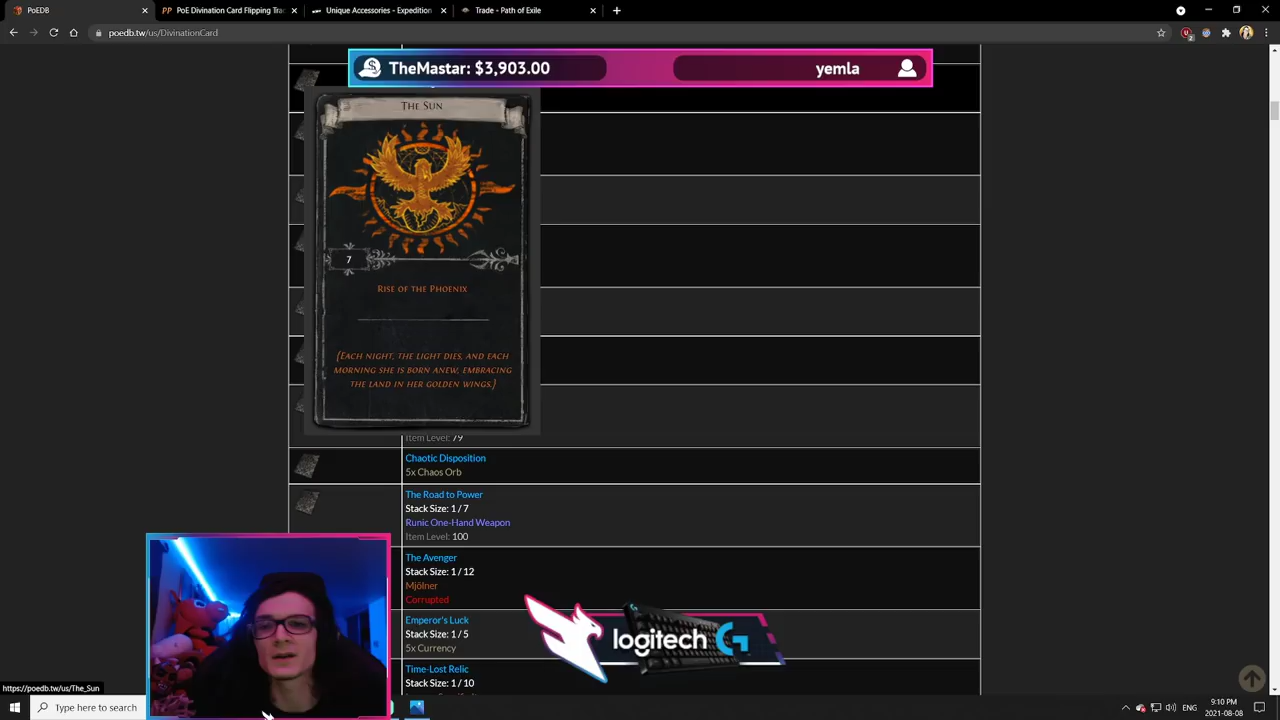 PoEDB
PoE Divination Card Flipping Trac
Unique Accessories - Expedition
Trade - Path of Exile
poedb.tw/us/DivinationCard
TheMastar: $3,903.00
yemla
The Sun
7
Rise of the Phoenix
{Each night, the light dies, and each
morning she is born anew, embracing
the land in her golden wings.}
Item Level: 79
Chaotic Disposition
5x Chaos Orb
The Road to Power
Stack Size: 1 / 7
Runic One-Hand Weapon
Item Level: 100
The Avenger
Stack Size: 1 / 12
Mjölner
Corrupted
Emperor's Luck
Stack Size: 1 / 5
5x Currency
Time-Lost Relic
Stack Size: 1 / 10
logitech G
https://poedb.tw/us/The_Sun
Type here to search
ENG
9:10 PM
2021-08-08